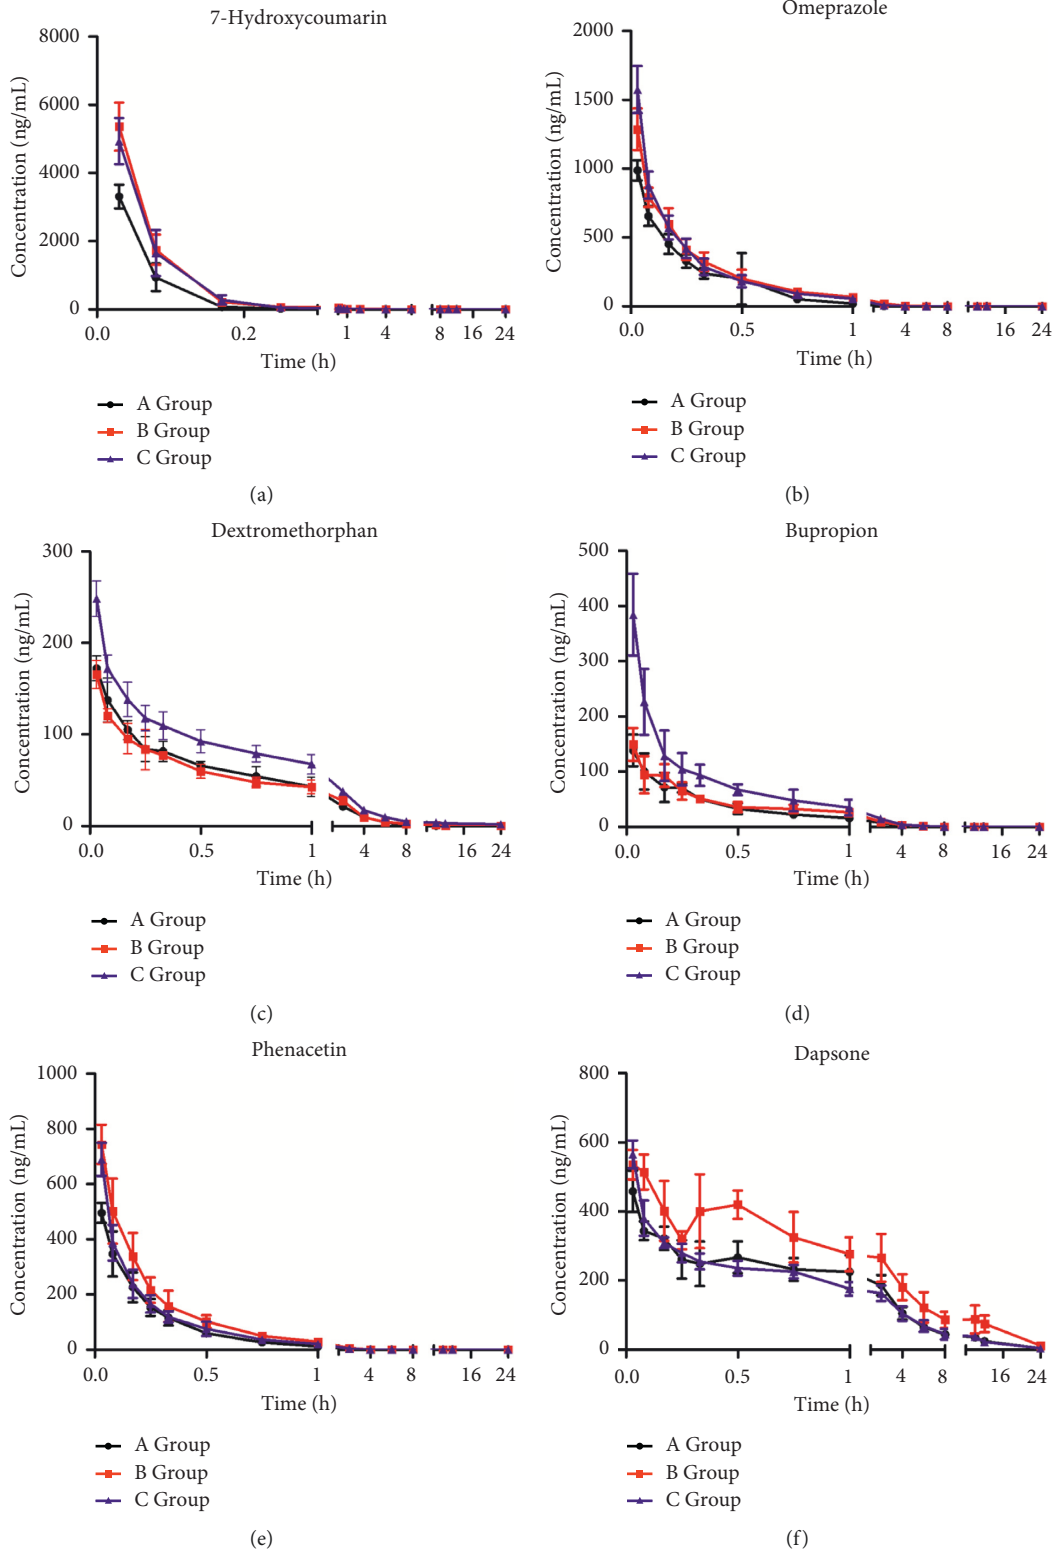 7-Hydroxycoumarin
Concentration (ng/mL)
8000
6000
4000
2000
0
0.0 0.2 1 4 8 16 24
Time (h)
A Group
B Group
C Group
(a)
Omeprazole
Concentration (ng/mL)
2000
1500
1000
500
0
0.0 0.5 1 4 8 16 24
Time (h)
A Group
B Group
C Group
(b)
Dextromethorphan
Concentration (ng/mL)
300
200
100
0
0.0 0.5 1 4 8 16 24
Time (h)
A Group
B Group
C Group
(c)
Bupropion
Concentration (ng/mL)
500
400
300
200
100
0
0.0 0.5 1 4 8 16 24
Time (h)
A Group
B Group
C Group
(d)
Phenacetin
Concentration (ng/mL)
1000
800
600
400
200
0
0.0 0.5 1 4 8 16 24
Time (h)
A Group
B Group
C Group
(e)
Dapsone
Concentration (ng/mL)
800
600
400
200
0
0.0 0.5 1 4 8 16 24
Time (h)
A Group
B Group
C Group
(f)